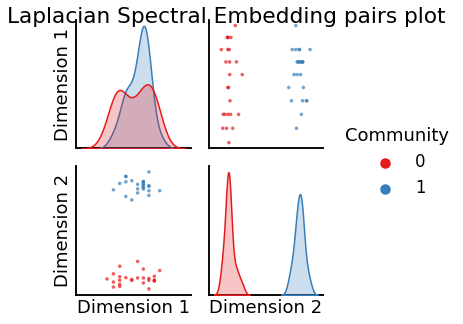 Laplacian Spectral Embedding pairs plot
Dimension 1
Community
0
1
Dimension 2
Dimension 1
Dimension 2